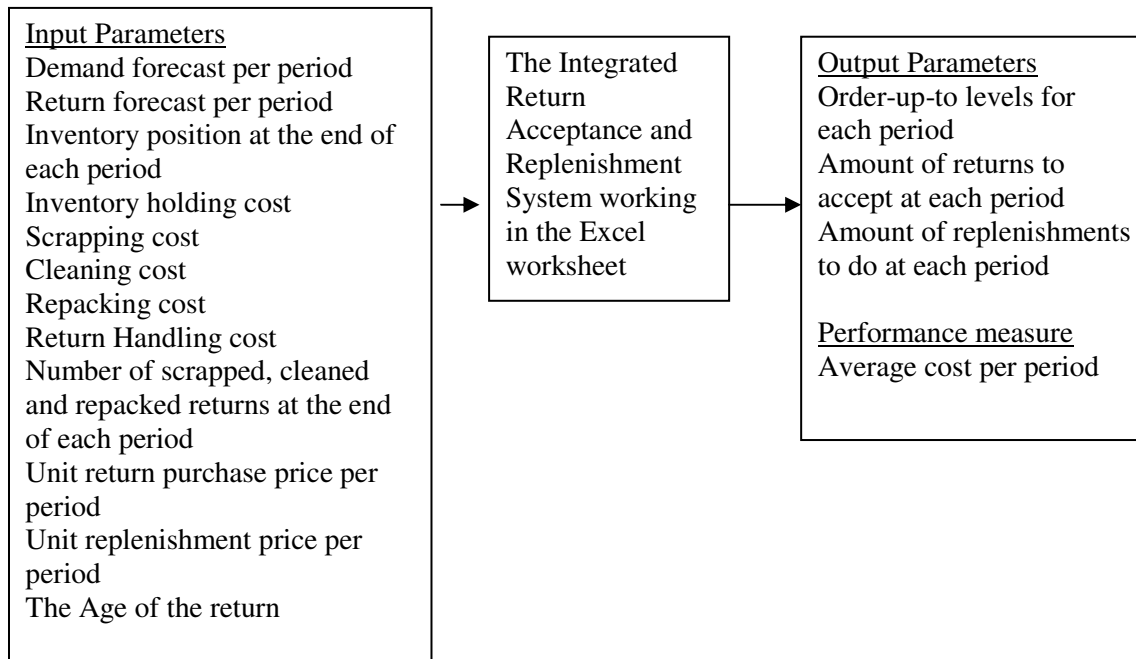 Input Parameters
Demand forecast per period
Return forecast per period
Inventory position at the end of
each period
Inventory holding cost
Scrapping cost
Cleaning cost
Repacking cost
Return Handling cost
Number of scrapped, cleaned
and repacked returns at the end
of each period
Unit return purchase price per
period
Unit replenishment price per
period
The Age of the return
The Integrated
Return
Acceptance and
Replenishment
System working
in the Excel
worksheet
Output Parameters
Order-up-to levels for
each period
Amount of returns to
accept at each period
Amount of replenishments
to do at each period
Performance measure
Average cost per period